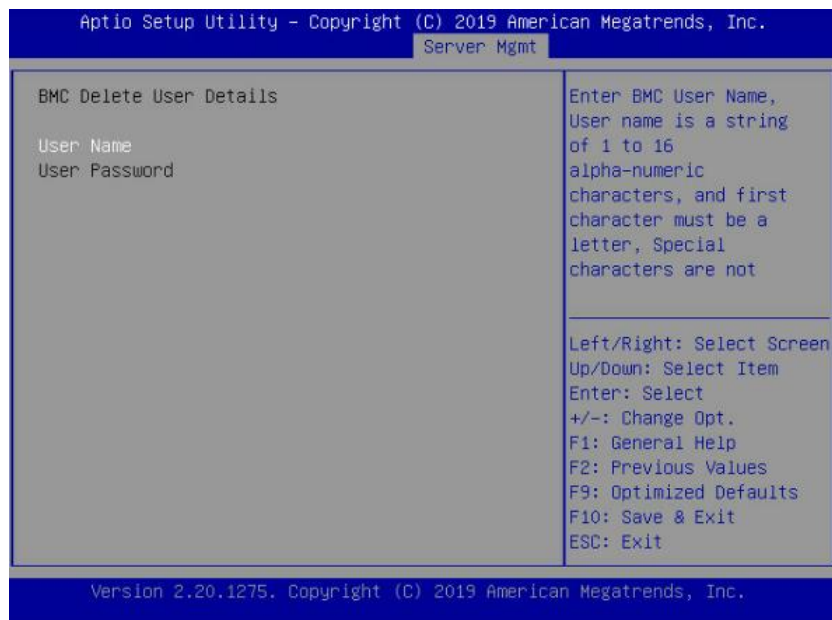 Aptio Setup Utility – Copyright (C) 2019 American Megatrends, Inc.
Server Mgmt
BMC Delete User Details
User Name
User Password
Enter BMC User Name,
User name is a string
of 1 to 16
alpha-numeric
characters, and first
character must be a
letter, Special
characters are not
Left/Right: Select Screen
Up/Down: Select Item
Enter: Select
+/-: Change Opt.
F1: General Help
F2: Previous Values
F9: Optimized Defaults
F10: Save & Exit
ESC: Exit
Version 2.20.1275. Copyright (C) 2019 American Megatrends, Inc.